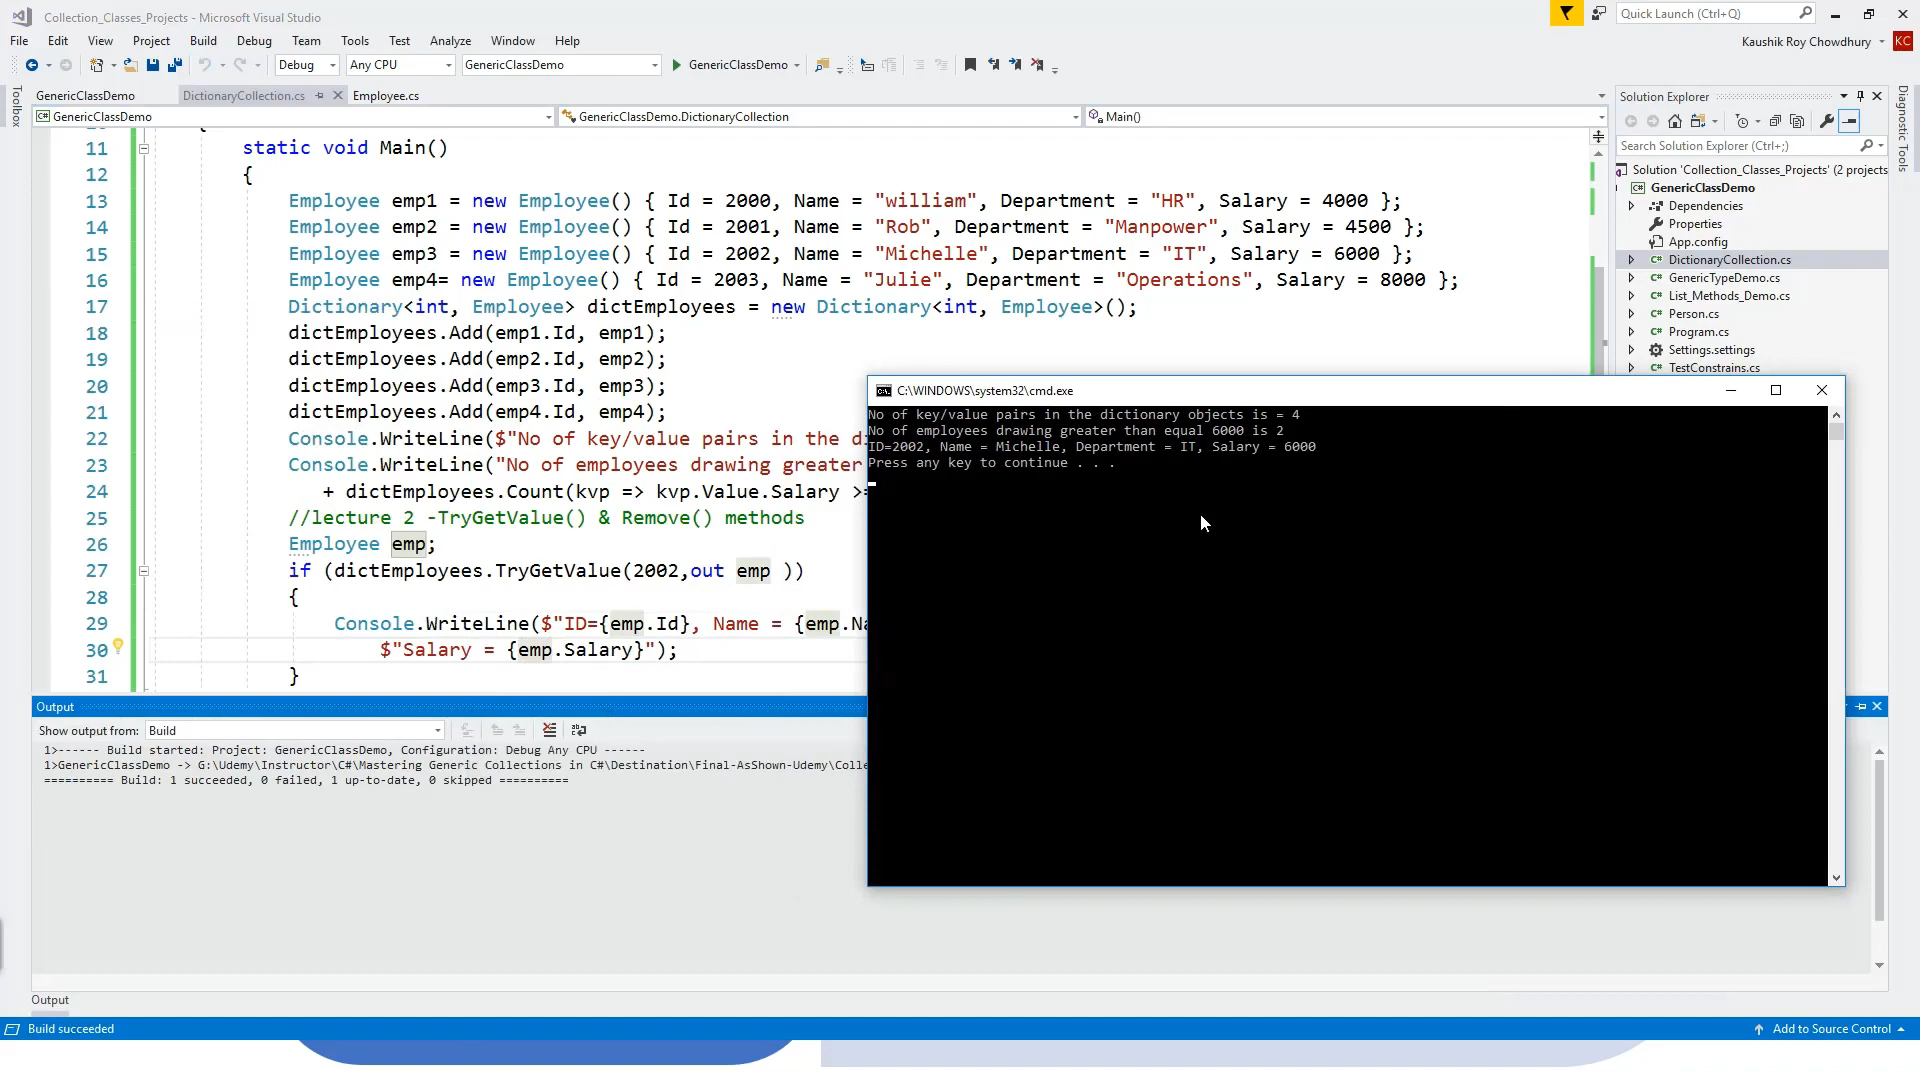 Collection_Classes_Projects - Microsoft Visual Studio
Quick Launch (Ctrl+Q)
File Edit View Project Build Debug Team Tools Test Analyze Window Help
Kaushik Roy Chowdhury KC
Debug Any CPU GenericClassDemo GenericClassDemo
Toolbox
GenericClassDemo DictionaryCollection.cs Employee.cs
GenericClassDemo GenericClassDemo.DictionaryCollection Main()
11 static void Main()
12 {
13 Employee emp1 = new Employee() { Id = 2000, Name = "william", Department = "HR", Salary = 4000 };
14 Employee emp2 = new Employee() { Id = 2001, Name = "Rob", Department = "Manpower", Salary = 4500 };
15 Employee emp3 = new Employee() { Id = 2002, Name = "Michelle", Department = "IT", Salary = 6000 };
16 Employee emp4= new Employee() { Id = 2003, Name = "Julie", Department = "Operations", Salary = 8000 };
17 Dictionary<int, Employee> dictEmployees = new Dictionary<int, Employee>();
18 dictEmployees.Add(emp1.Id, emp1);
19 dictEmployees.Add(emp2.Id, emp2);
20 dictEmployees.Add(emp3.Id, emp3);
21 dictEmployees.Add(emp4.Id, emp4);
22 Console.WriteLine($"No of key/value pairs in the d
23 Console.WriteLine("No of employees drawing greater
24 + dictEmployees.Count(kvp => kvp.Value.Salary >=
25 //lecture 2 -TryGetValue() & Remove() methods
26 Employee emp;
27 if (dictEmployees.TryGetValue(2002,out emp ))
28 {
29 Console.WriteLine($"ID={emp.Id}, Name = {emp.Na
30 $"Salary = {emp.Salary}");
31 }
C:\WINDOWS\system32\cmd.exe
No of key/value pairs in the dictionary objects is = 4
No of employees drawing greater than equal 6000 is 2
ID=2002, Name = Michelle, Department = IT, Salary = 6000
Press any key to continue . . .
Solution Explorer
Search Solution Explorer (Ctrl+;)
Solution 'Collection_Classes_Projects' (2 projects
GenericClassDemo
Dependencies
Properties
App.config
DictionaryCollection.cs
GenericTypeDemo.cs
List_Methods_Demo.cs
Person.cs
Program.cs
Settings.settings
TestConstrains.cs
Diagnostic Tools
Output
Show output from: Build
1>------ Build started: Project: GenericClassDemo, Configuration: Debug Any CPU ------
1>GenericClassDemo -> G:\Udemy\Instructor\C#\Mastering Generic Collections in C#\Destination\Final-AsShown-Udemy\Colle
========== Build: 1 succeeded, 0 failed, 1 up-to-date, 0 skipped ==========
Output
Build succeeded
Add to Source Control